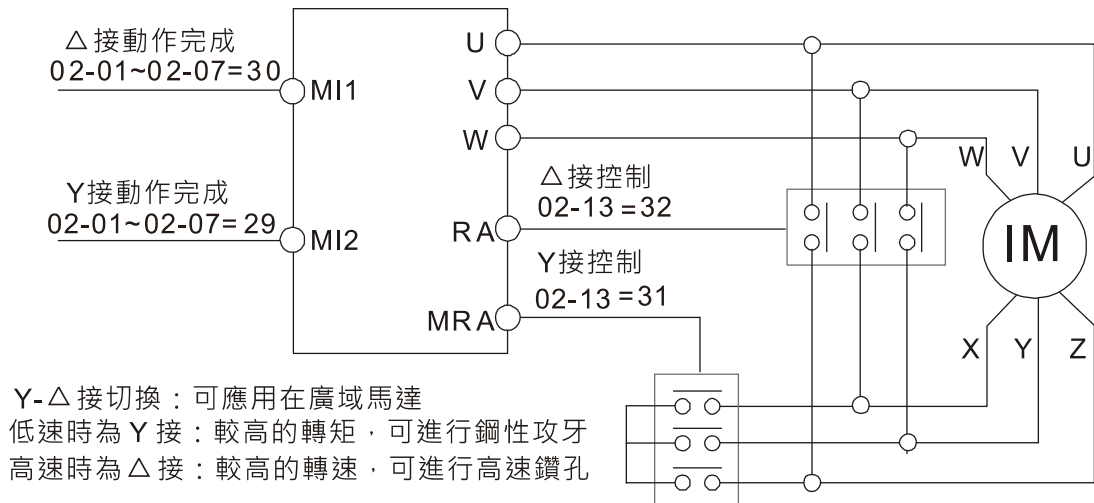 △接動作完成
02-01~02-07=30
MI1
Y接動作完成
02-01~02-07=29
MI2
U
V
W
RA
MRA
△接控制
02-13=32
Y接控制
02-13=31
W V U
IM
X Y Z
Y-△接切換：可應用在廣域馬達
低速時為Y接：較高的轉矩，可進行鋼性攻牙
高速時為△接：較高的轉速，可進行高速鑽孔